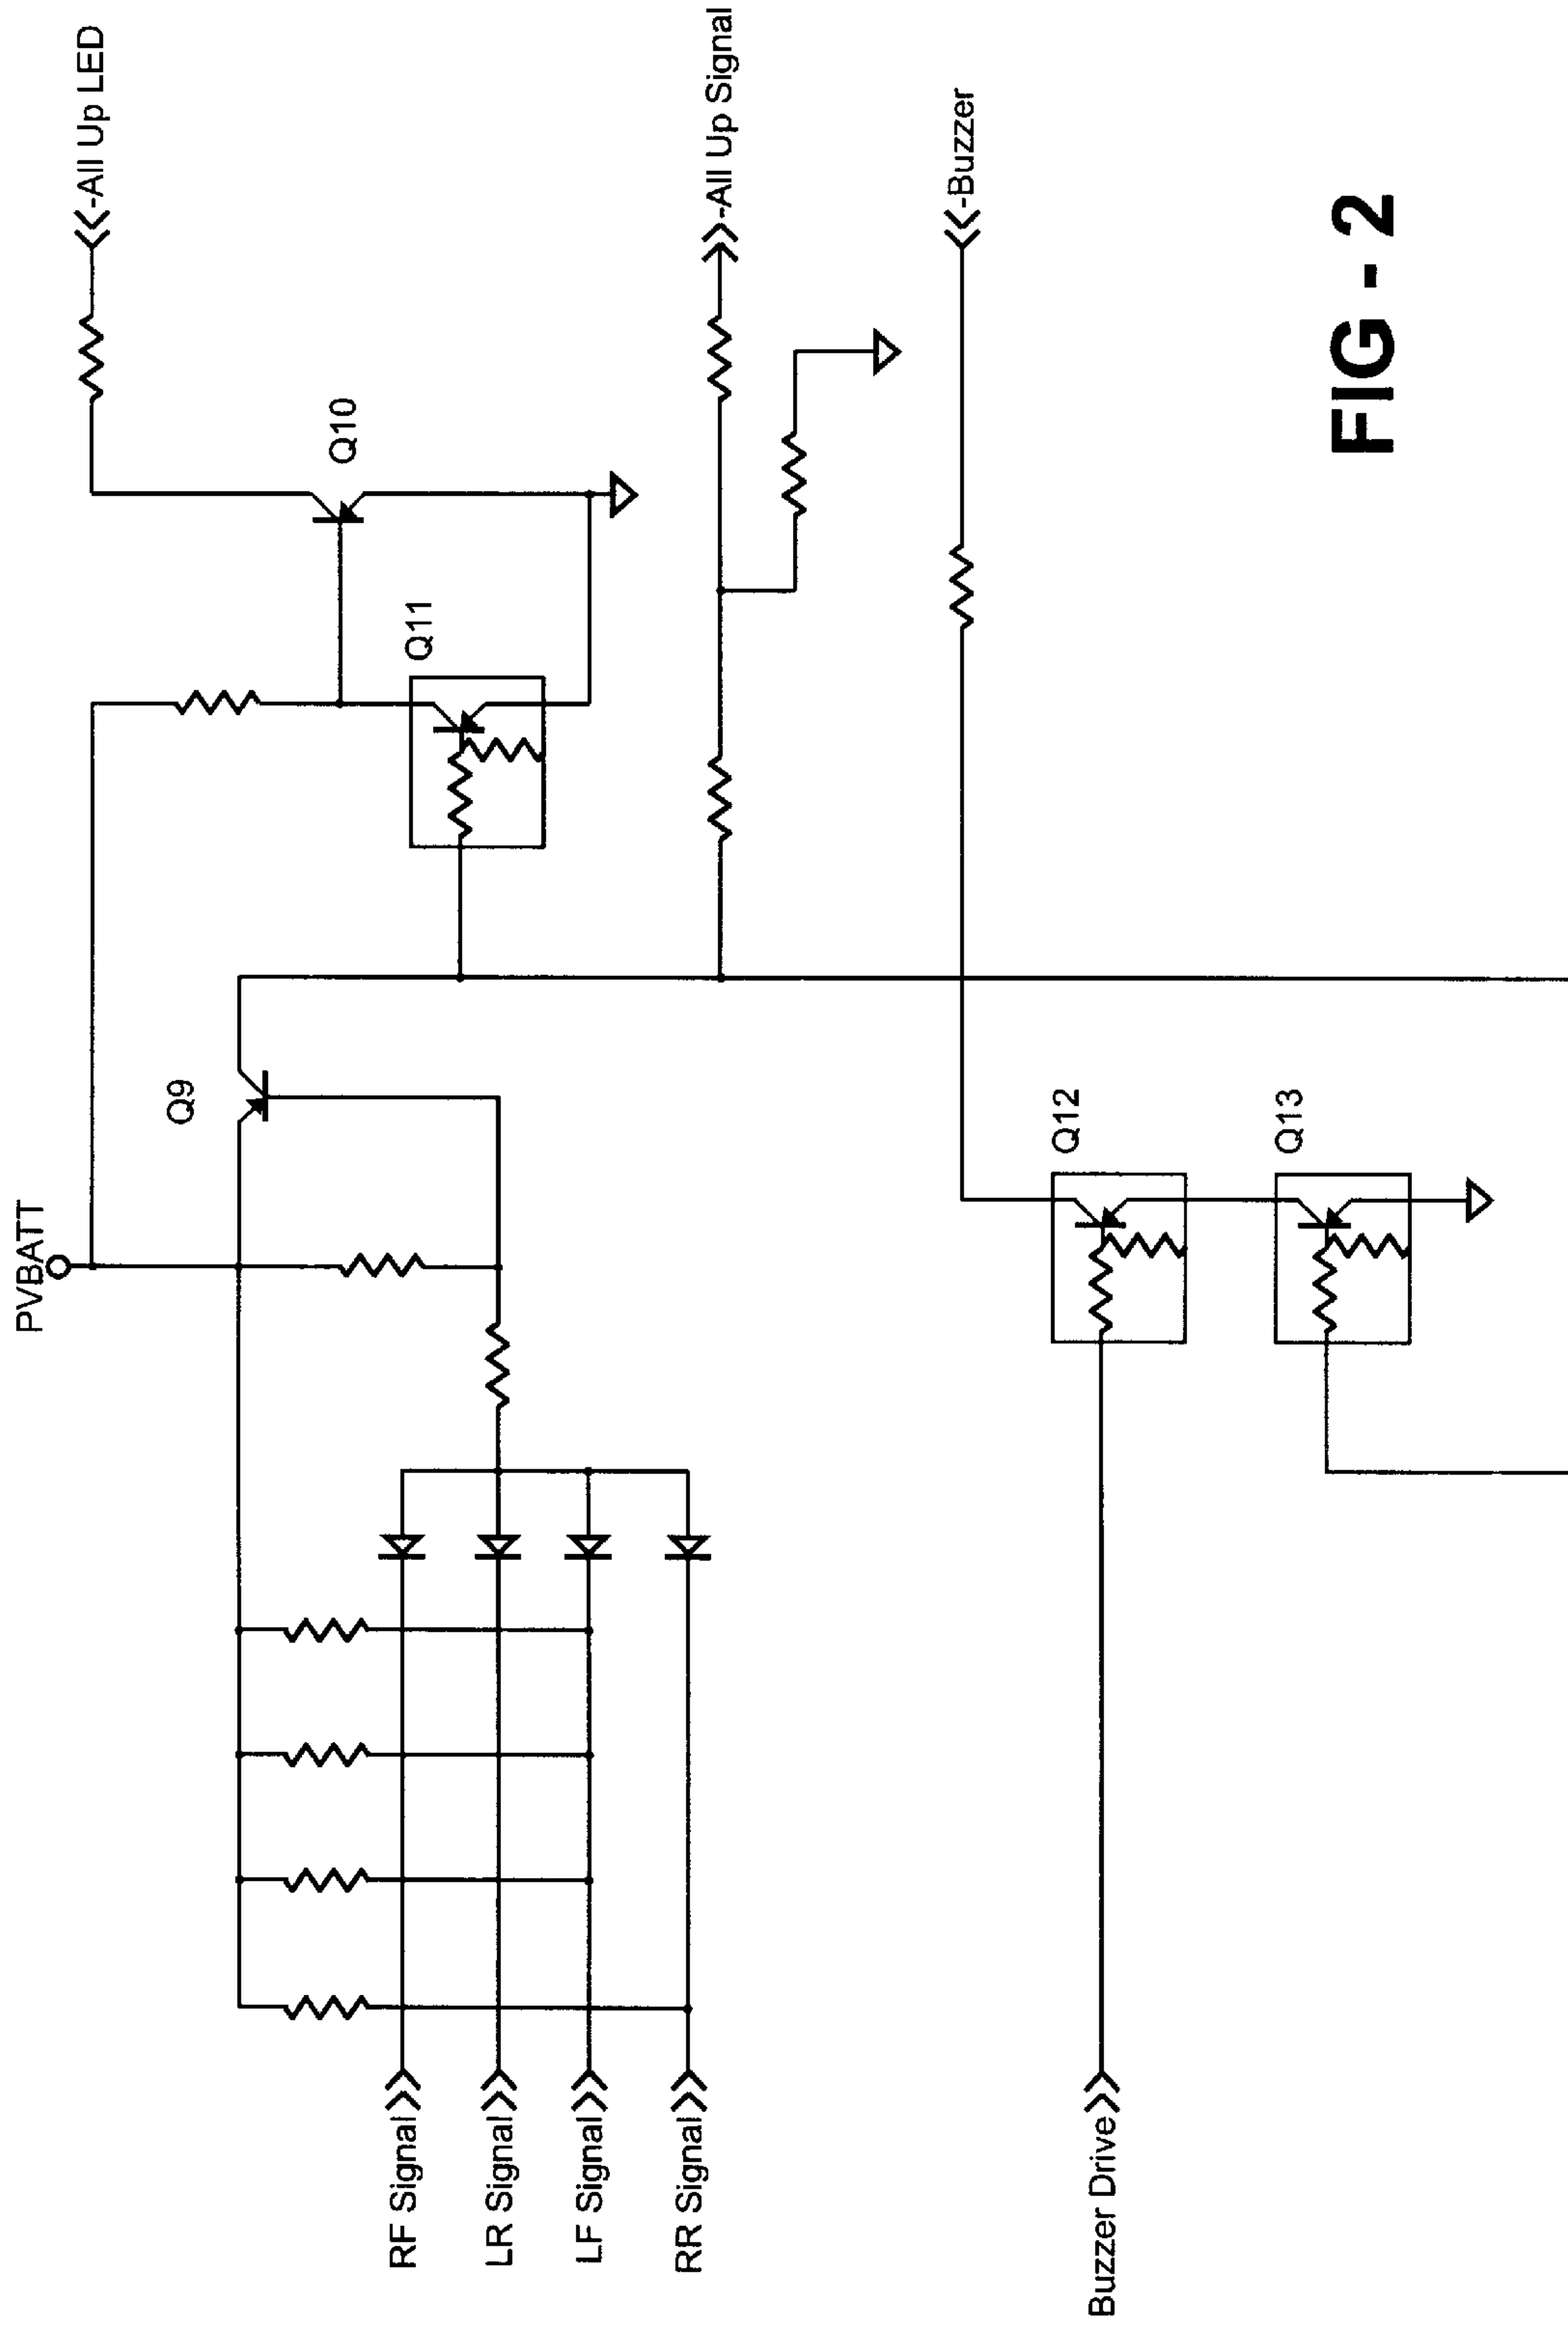 PVBATT
-All Up LED
Q9
Q10
Q11
-All Up Signal
RF Signal
LR Signal
LF Signal
RR Signal
-Buzzer
Q12
Q13
Buzzer Drive
FIG - 2